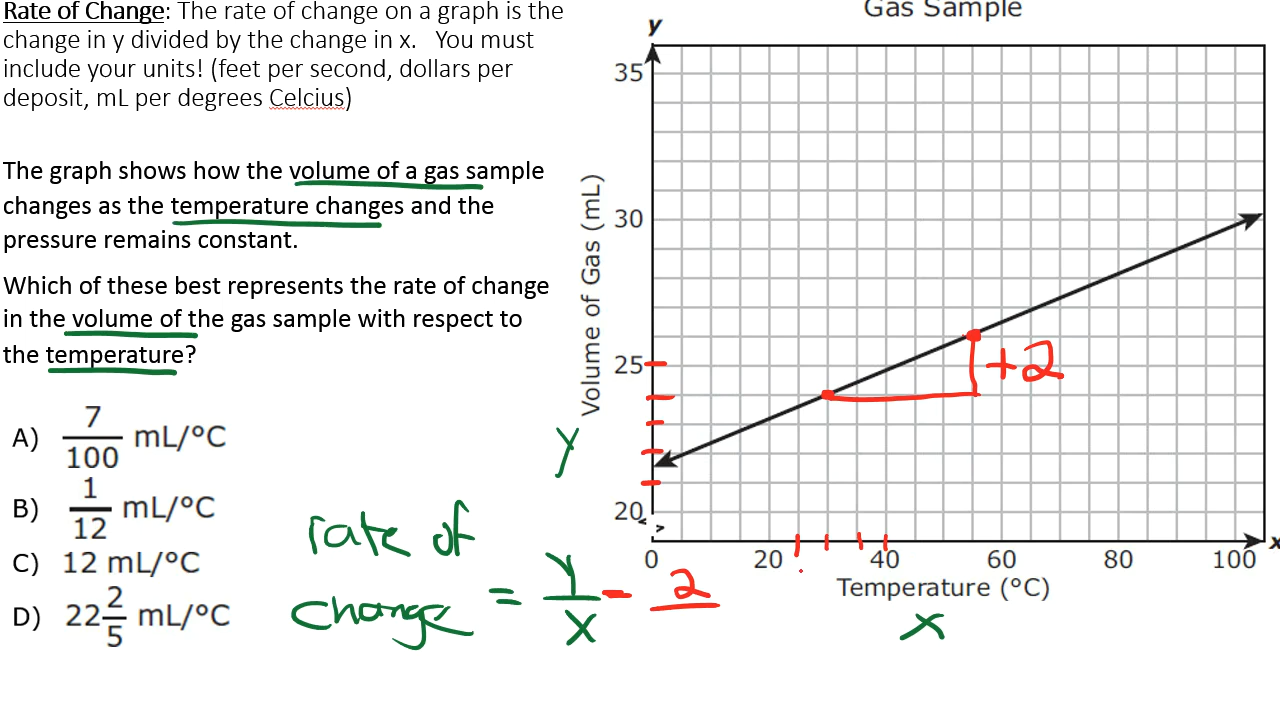 Rate of Change: The rate of change on a graph is the
change in y divided by the change in x. You must
include your units! (feet per second, dollars per
deposit, mL per degrees Celcius)
The graph shows how the volume of a gas sample
changes as the temperature changes and the
pressure remains constant.
Which of these best represents the rate of change
in the volume of the gas sample with respect to
the temperature?
A) 7/100 mL/°C
B) 1/12 mL/°C
C) 12 mL/°C
D) 22 2/5 mL/°C
rate of
change = y/x = 2
Gas Sample
y
35
30
25
20
Volume of Gas (mL)
y
+2
0 20 40 60 80 100 x
Temperature (°C)
x